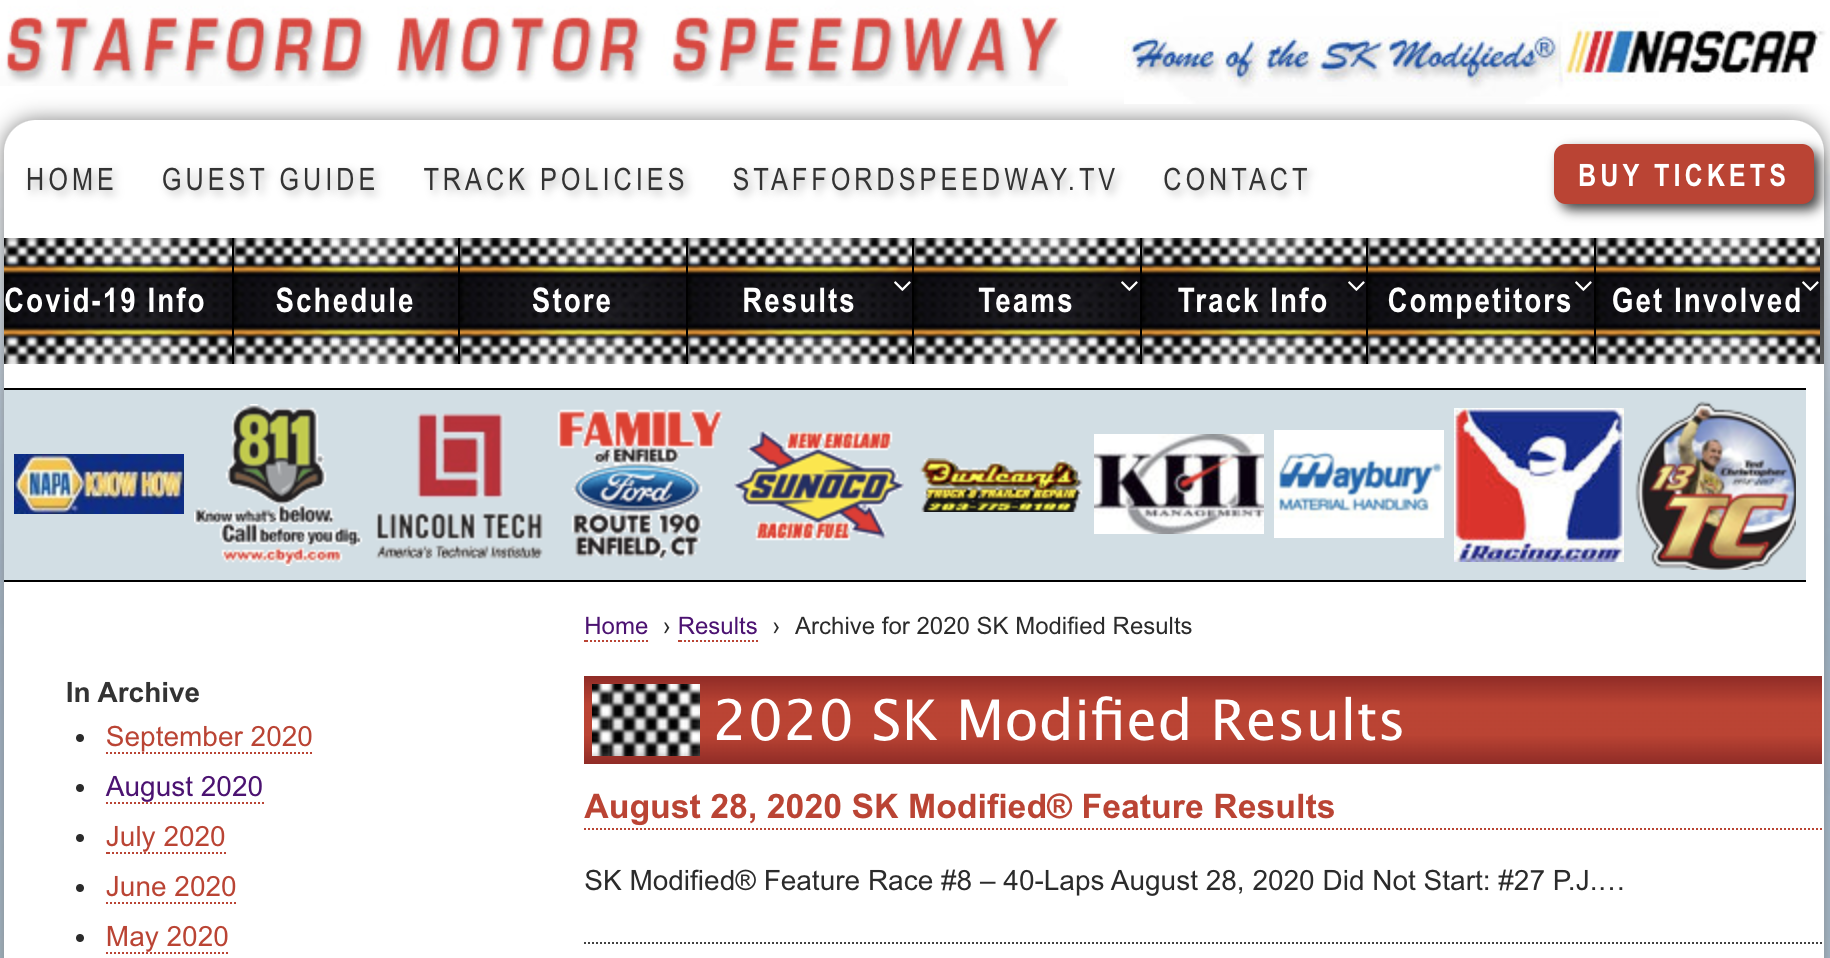 STAFFORD MOTOR SPEEDWAY
Home of the SK Modifieds® NASCAR
HOME GUEST GUIDE TRACK POLICIES STAFFORDSPEEDWAY.TV CONTACT BUY TICKETS
Covid-19 Info Schedule Store Results Teams Track Info Competitors Get Involved
NAPA KNOW HOW
811
Know what's below.
Call before you dig.
www.cbyd.com
LINCOLN TECH
America's Technical Institute
FAMILY
of ENFIELD
Ford
ROUTE 190
ENFIELD, CT
NEW ENGLAND
SUNOCO
RACING FUEL
Dunleavy's
TRUCK & TRAILER REPAIR
203-775-0100
KHI
MANAGEMENT
Maybury®
MATERIAL HANDLING
iRacing.com
13
Ted
Christopher
TC
Home › Results › Archive for 2020 SK Modified Results
In Archive
• September 2020
• August 2020
• July 2020
• June 2020
• May 2020
2020 SK Modified Results
August 28, 2020 SK Modified® Feature Results
SK Modified® Feature Race #8 – 40-Laps August 28, 2020 Did Not Start: #27 P.J.…